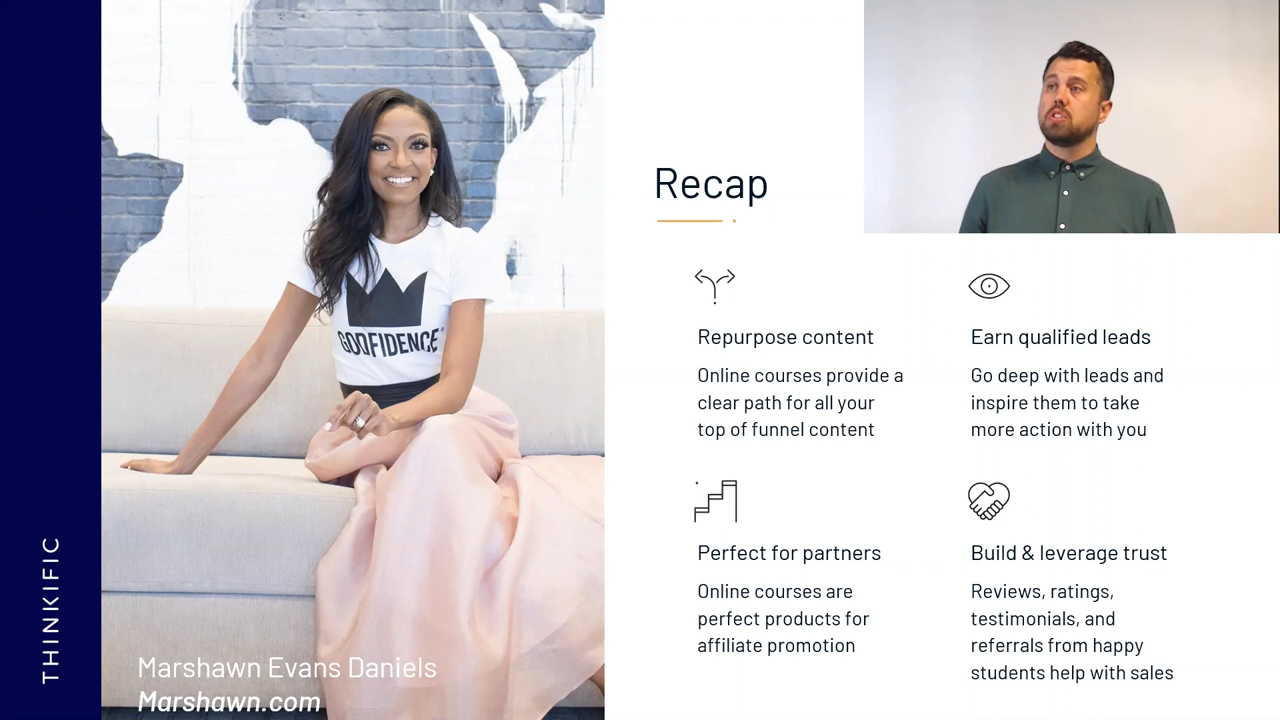 THINKIFIC
GODFIDENCE
Marshawn Evans Daniels
Marshawn.com
Recap
Repurpose content
Online courses provide a
clear path for all your
top of funnel content
Earn qualified leads
Go deep with leads and
inspire them to take
more action with you
Perfect for partners
Online courses are
perfect products for
affiliate promotion
Build & leverage trust
Reviews, ratings,
testimonials, and
referrals from happy
students help with sales